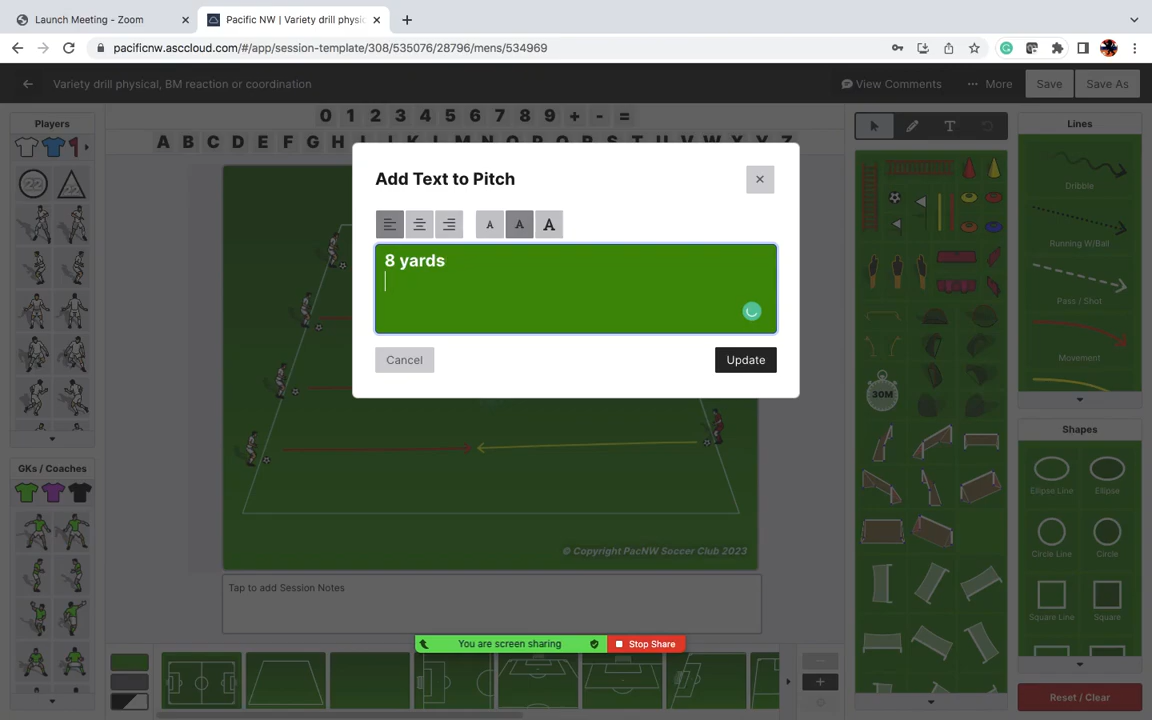 Launch Meeting - Zoom
Pacific NW | Variety drill physic
pacificnw.asccloud.com/#/app/session-template/308/535076/28796/mens/534969
Variety drill physical, BM reaction or coordination
View Comments
More
Save
Save As
0 1 2 3 4 5 6 7 8 9 + - =
A B C D E F G H I J K L M N O P Q R S T U V W X Y Z
Players
22
22
GKs / Coaches
Add Text to Pitch
A A A
8 yards
Cancel
Update
© Copyright PacNW Soccer Club 2023
Tap to add Session Notes
You are screen sharing
Stop Share
T
30M
Lines
Dribble
Running W/Ball
Pass / Shot
Movement
Shapes
Ellipse Line
Ellipse
Circle Line
Circle
Square Line
Square
Reset / Clear